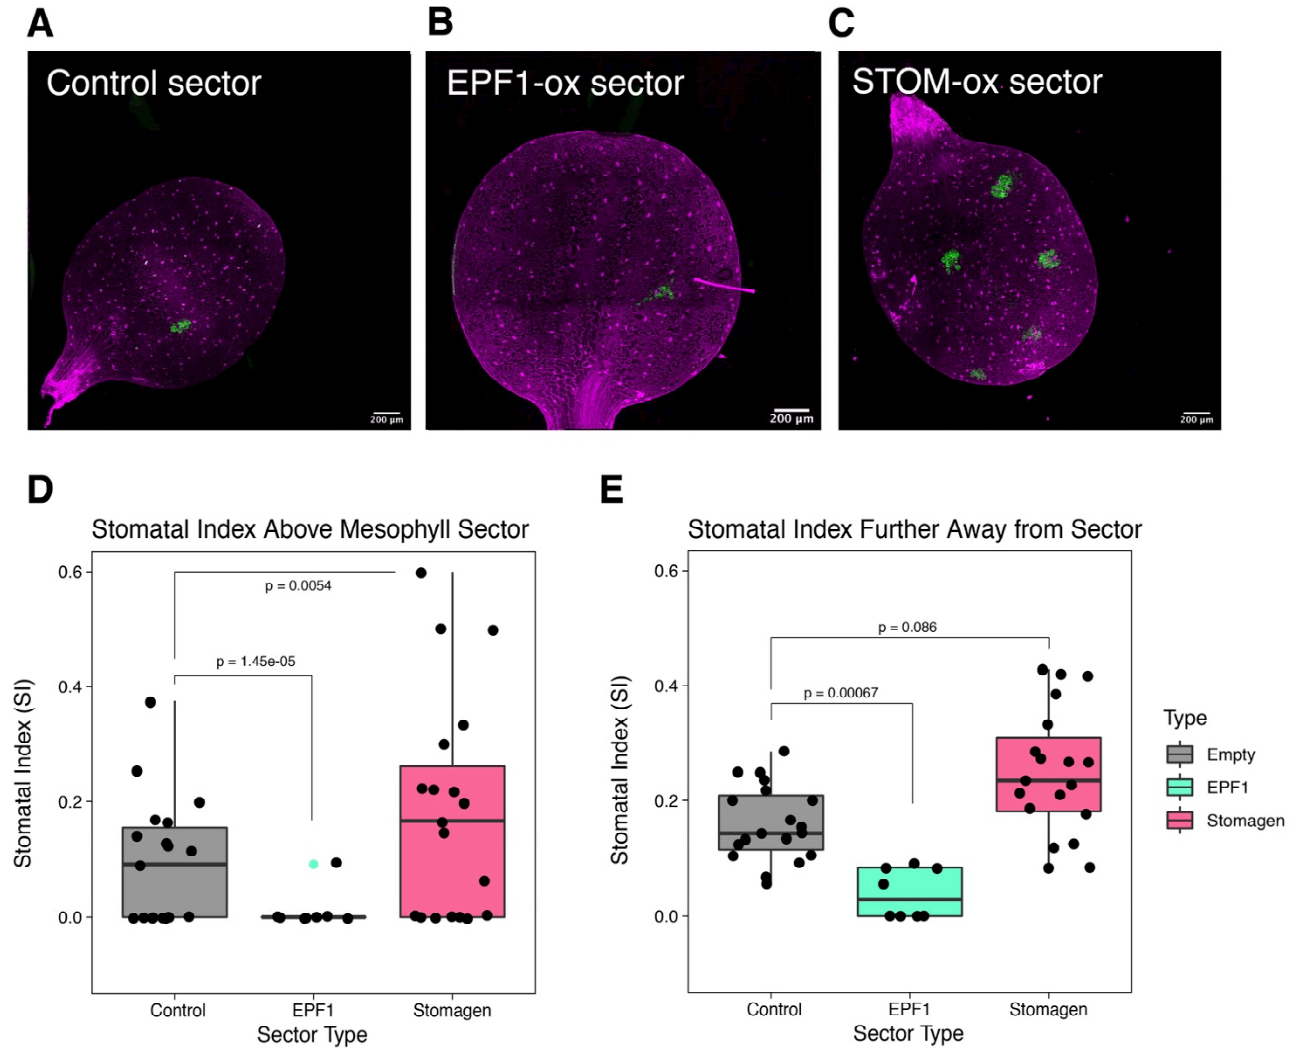 A
B
C
Control sector
EPF1-ox sector
STOM-ox sector
200 μm
200 μm
200 μm
D
E
Stomatal Index Above Mesophyll Sector
0.6
0.4
0.2
0.0
Stomatal Index (SI)
p = 0.0054
p = 1.45e-05
Control
EPF1
Stomagen
Sector Type
Stomatal Index Further Away from Sector
0.6
0.4
0.2
0.0
Stomatal Index (SI)
p = 0.086
p = 0.00067
Control
EPF1
Stomagen
Sector Type
Type
Empty
EPF1
Stomagen